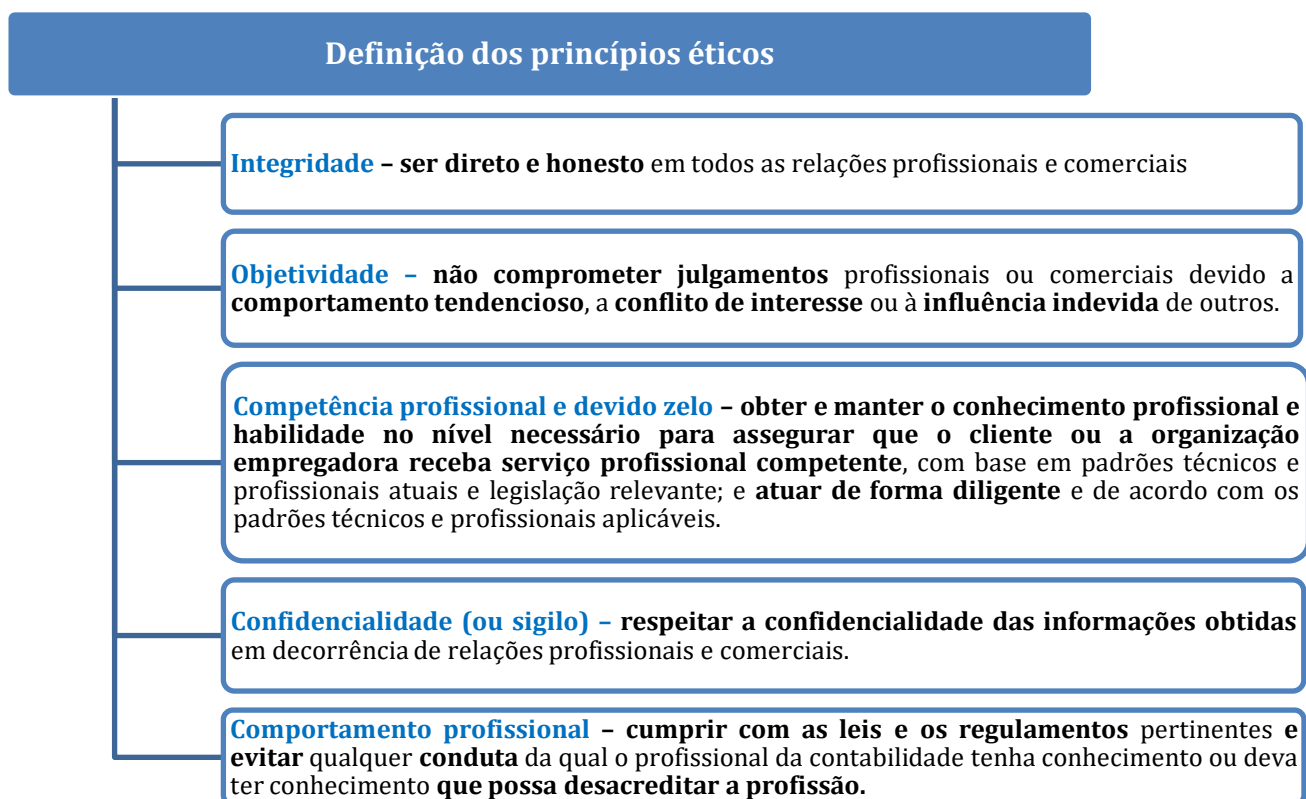 Definição dos princípios éticos
Integridade – ser direto e honesto em todos as relações profissionais e comerciais
Objetividade – não comprometer julgamentos profissionais ou comerciais devido a
comportamento tendencioso, a conflito de interesse ou à influência indevida de outros.
Competência profissional e devido zelo – obter e manter o conhecimento profissional e
habilidade no nível necessário para assegurar que o cliente ou a organização
empregadora receba serviço profissional competente, com base em padrões técnicos e
profissionais atuais e legislação relevante; e atuar de forma diligente e de acordo com os
padrões técnicos e profissionais aplicáveis.
Confidencialidade (ou sigilo) – respeitar a confidencialidade das informações obtidas
em decorrência de relações profissionais e comerciais.
Comportamento profissional – cumprir com as leis e os regulamentos pertinentes e
evitar qualquer conduta da qual o profissional da contabilidade tenha conhecimento ou deva
ter conhecimento que possa desacreditar a profissão.